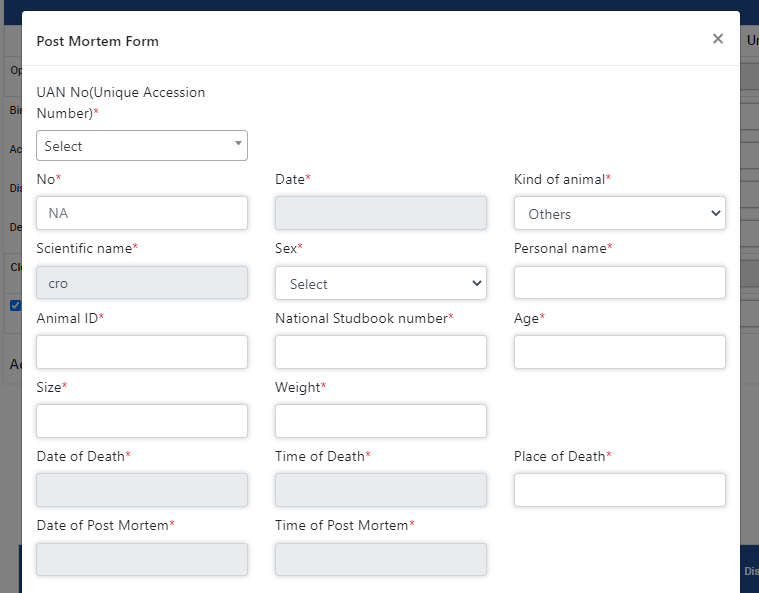 Post Mortem Form ×
UAN No(Unique Accession
Number)*
Select
No* Date* Kind of animal*
NA Others
Scientific name* Sex* Personal name*
cro Select
Animal ID* National Studbook number* Age*
Size* Weight*
Date of Death* Time of Death* Place of Death*
Date of Post Mortem* Time of Post Mortem*